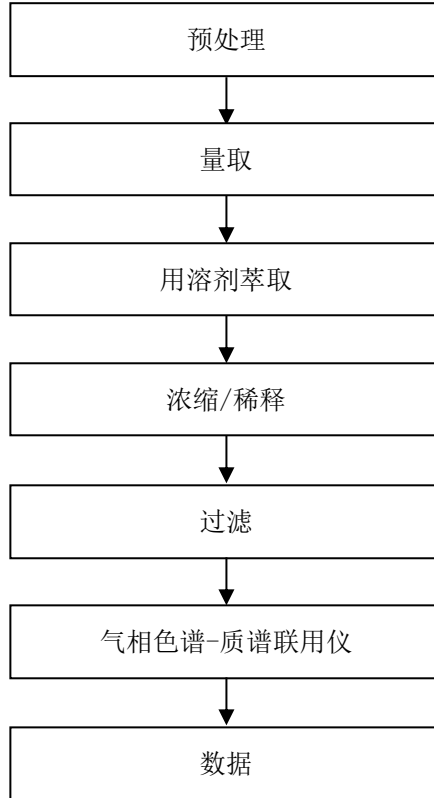 预处理
量取
用溶剂萃取
浓缩/稀释
过滤
气相色谱-质谱联用仪
数据